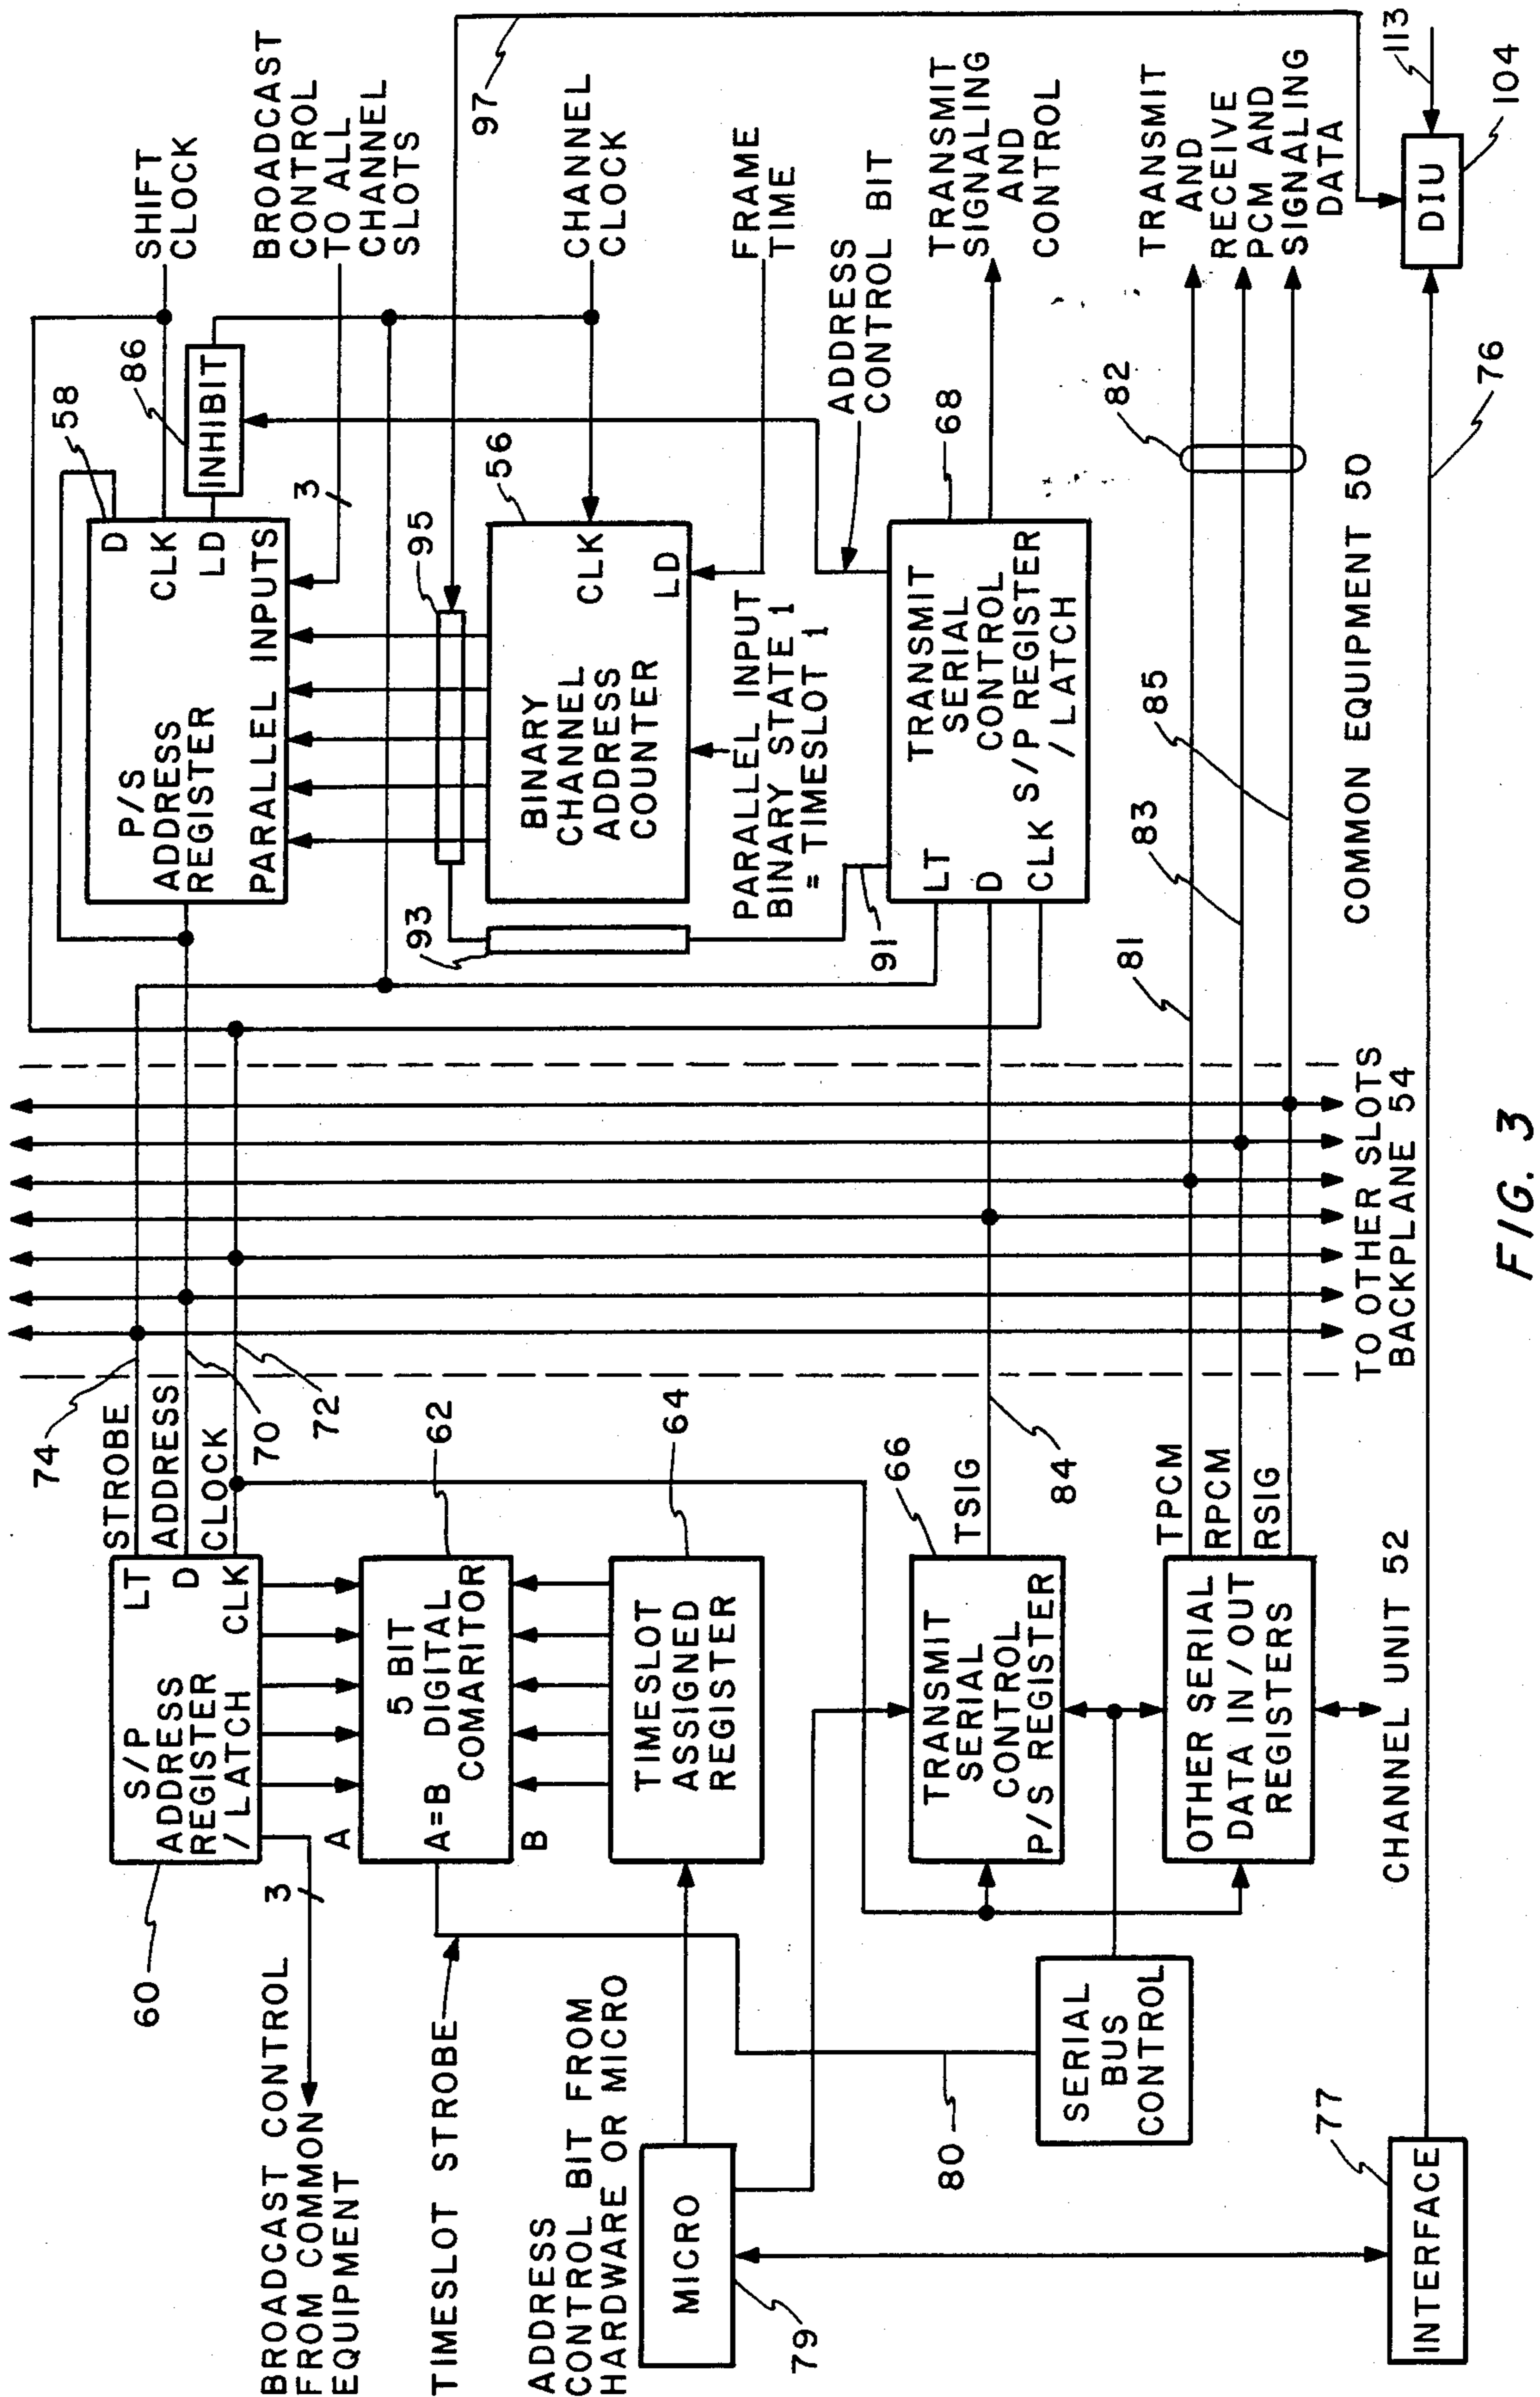 BROADCAST CONTROL
FROM COMMON
EQUIPMENT
3
60
S/P
ADDRESS
REGISTER
/LATCH
LT
D
CLK
STROBE
ADDRESS
CLOCK
74
70
72
TIMESLOT STROBE
A
A=B
B
5 BIT
DIGITAL
COMARITOR
62
ADDRESS
CONTROL BIT FROM
HARDWARE OR MICRO
MICRO
79
TIMESLOT
ASSIGNED
REGISTER
64
80
SERIAL
BUS
CONTROL
TRANSMIT
SERIAL
CONTROL
P/S REGISTER
66
TSIG
84
OTHER SERIAL
DATA IN/OUT
REGISTERS
TPCM
RPCM
RSIG
CHANNEL UNIT 52
INTERFACE
77
TO OTHER SLOTS
BACKPLANE 54
P/S
ADDRESS
REGISTER
PARALLEL INPUTS
D
CLK
LD
58
86
INHIBIT
3
SHIFT
CLOCK
BROADCAST
CONTROL
TO ALL
CHANNEL
SLOTS
93
95
97
BINARY
CHANNEL
ADDRESS
COUNTER
CLK
LD
56
CHANNEL
CLOCK
FRAME
TIME
PARALLEL INPUT
BINARY STATE 1
= TIMESLOT 1
91
ADDRESS
CONTROL BIT
LT
D
CLK
TRANSMIT
SERIAL
CONTROL
S/P REGISTER
/LATCH
68
TRANSMIT
SIGNALING
AND
CONTROL
81
83
85
82
TRANSMIT
AND
RECEIVE
PCM AND
SIGNALING
DATA
COMMON EQUIPMENT 50
76
DIU
113
104
FIG. 3